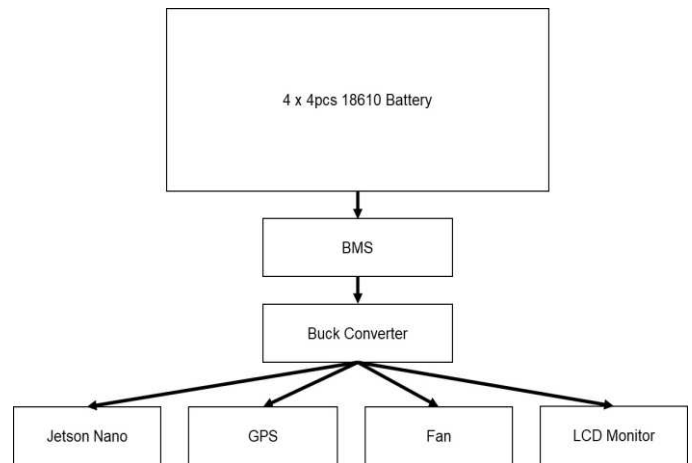 4 x 4pcs 18610 Battery
BMS
Buck Converter
Jetson Nano
GPS
Fan
LCD Monitor